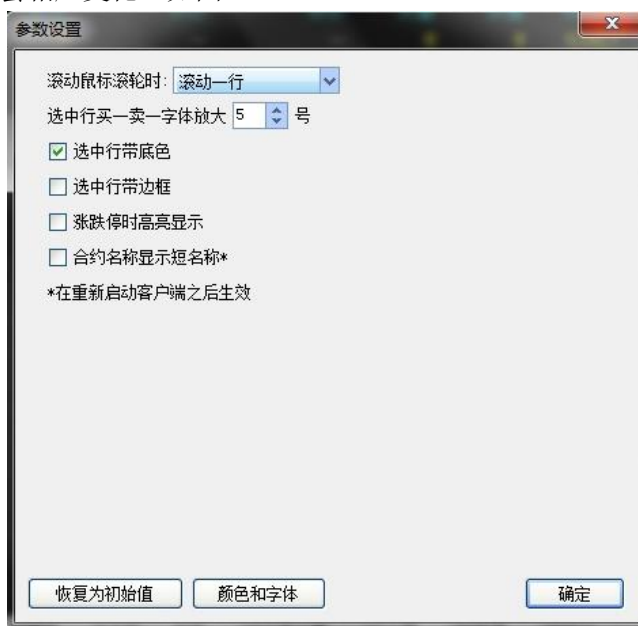 参数设置
滚动鼠标滚轮时: 滚动一行
选中行买一卖一字体放大 5 号
选中行带底色
选中行带边框
涨跌停时高亮显示
合约名称显示短名称*
*在重新启动客户端之后生效
恢复为初始值 颜色和字体 确定